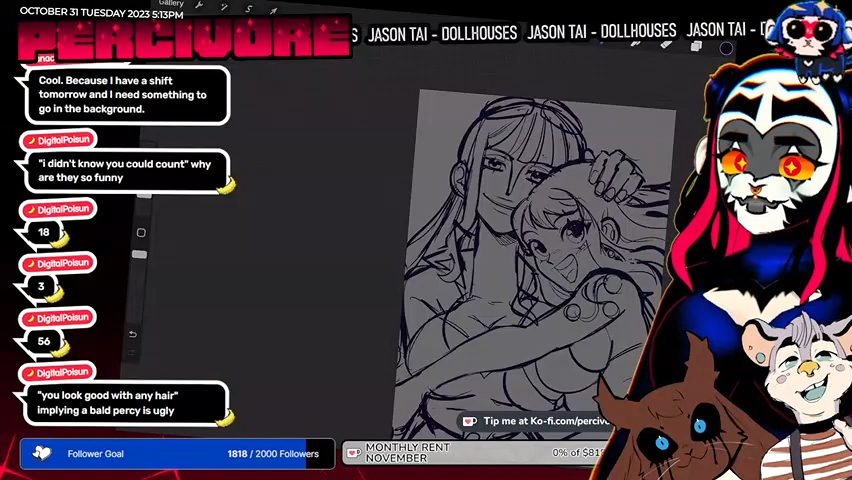 OCTOBER 31 TUESDAY 2023 5:13PM
Gallery
PERCIVORE
S JASON TAI - DOLLHOUSES JASON TAI - DOLLHOUSES JASON TAI - D
Cool. Because I have a shift
tomorrow and I need something to
go in the background.
DigitalPoisun
"i didn't know you could count" why
are they so funny
DigitalPoisun
18
DigitalPoisun
3
DigitalPoisun
56
DigitalPoisun
"you look good with any hair"
implying a bald percy is ugly
Tip me at Ko-fi.com/percivo
Follower Goal 1818 / 2000 Followers
MONTHLY RENT
NOVEMBER
0% of $81